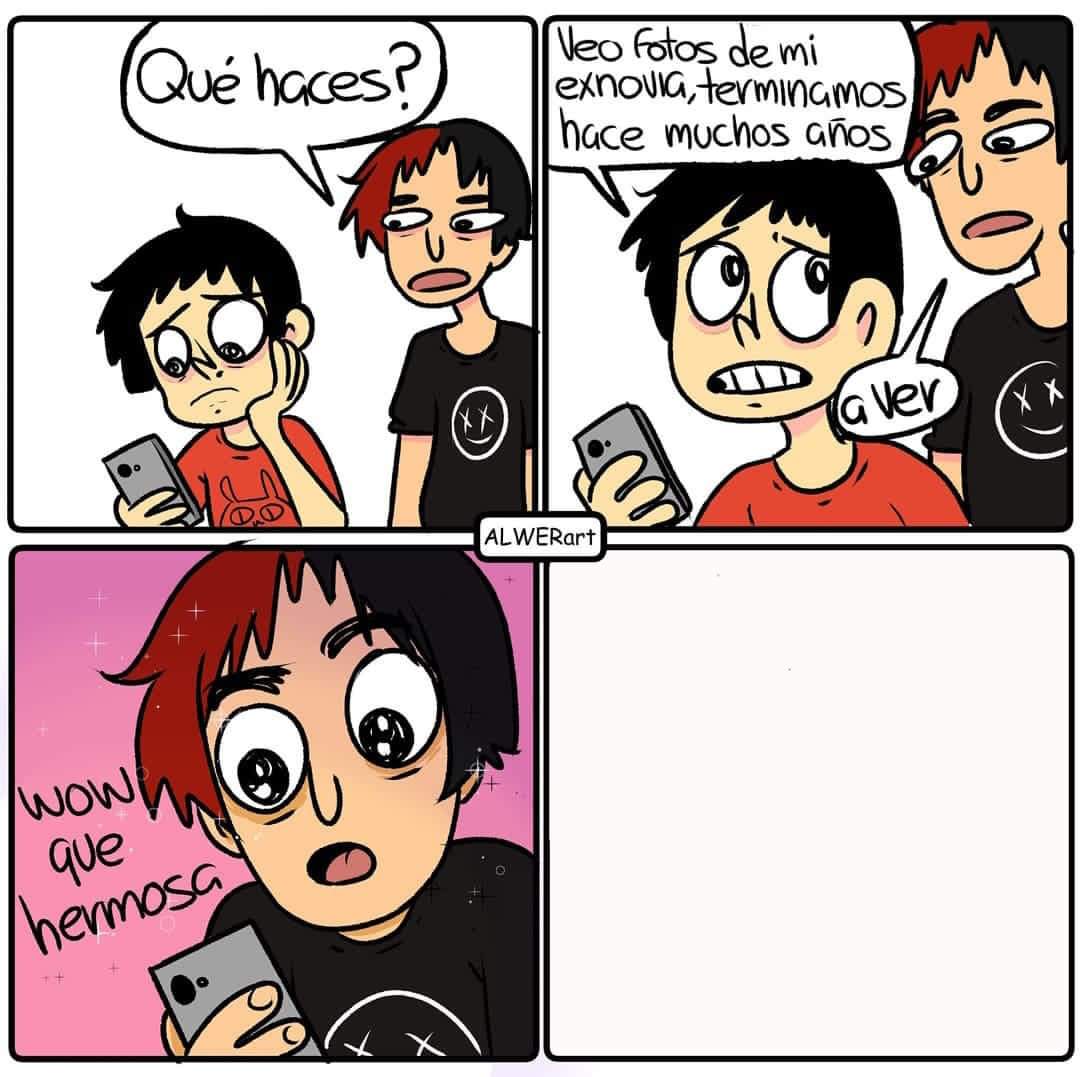 Qué haces?
Veo fotos de mi
exnovia, terminamos
hace muchos años
a ver
ALWERart
wow
que
hermosa